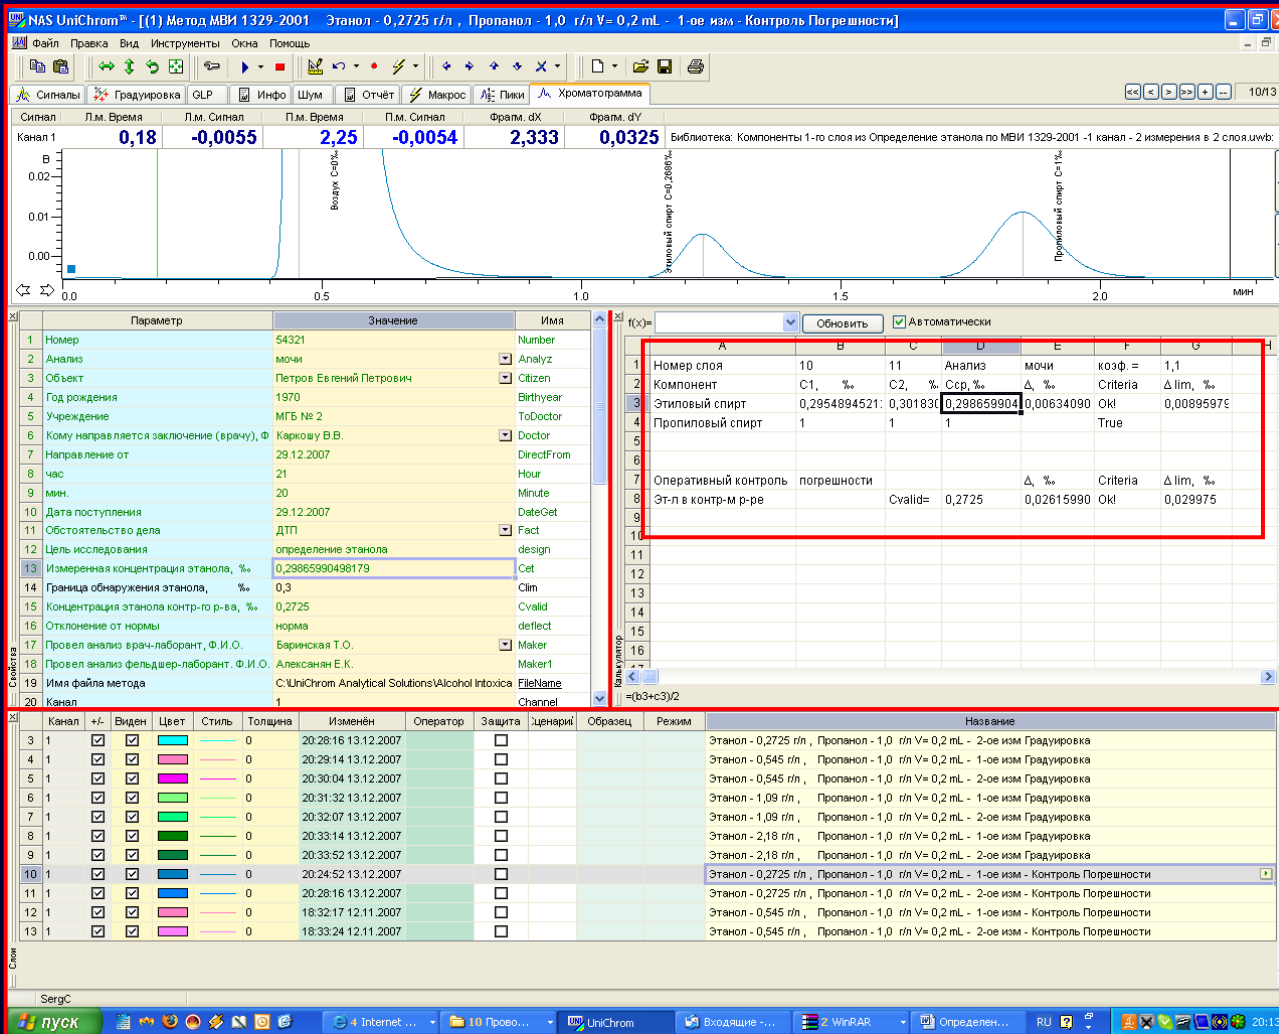 NAS UniChrom™ - [(1) Метод МВИ 1329-2001 Этанол - 0,2725 г/л , Пропанол - 1,0 г/л V= 0,2 mL - 1-ое изм - Контроль Погрешности]
Файл Правка Вид Инструменты Окна Помощь
Сигналы Градуировка GLP Инфо Шум Отчёт Макрос Пики Хроматограмма << < > >> + -- 10/13
Сигнал Л.м. Время Л.м. Сигнал П.м. Время П.м. Сигнал Фрагм. dX Фрагм. dY
Канал 1 0,18 -0,0055 2,25 -0,0054 2,333 0,0325 Библиотека: Компоненты 1-го слоя из Определение этанола по МВИ 1329-2001 -1 канал - 2 измерения в 2 слоя.uwb:
В
0.02
0.01
0.00
Воздух C=0‰
Этиловый спирт C=0,2686‰
Пропиловый спирт C=1‰
0.0 0.5 1.0 1.5 2.0 мин
Параметр Значение Имя
1 Номер 54321 Number
2 Анализ мочи Analyz
3 Объект Петров Евгений Петрович Citizen
4 Год рождения 1970 Birthyear
5 Учреждение МГБ № 2 ToDoctor
6 Кому направляется заключение (врачу), Ф Каркошу В.В. Doctor
7 Направление от 29.12.2007 DirectFrom
8 час 21 Hour
9 мин. 20 Minute
10 Дата поступления 29.12.2007 DateGet
11 Обстоятельство дела ДТП Fact
12 Цель исследования определение этанола design
13 Измеренная концентрация этанола, ‰ 0,29865990498179 Cet
14 Граница обнаружения этанола, ‰ 0,3 Clim
15 Концентрация этанола контр-го р-ва, ‰ 0,2725 Cvalid
16 Отклонение от нормы норма deflect
17 Провел анализ врач-лаборант, Ф.И.О. Баринская Т.О. Maker
18 Провел анализ фельдшер-лаборант. Ф.И.О. Алексанян Е.К. Maker1
19 Имя файла метода C:\UniChrom Analytical Solutions\Alcohol Intoxica FileName
20 Канал 1 Channel
Свойства
f(x)= Обновить Автоматически
A B C D E F G H
1 Номер слоя 10 11 Анализ мочи коэф. = 1,1
2 Компонент C1, ‰ C2, ‰ Cср,‰ Δ, ‰ Criteria Δ lim, ‰
3 Этиловый спирт 0,2954894521: 0,301830 0,298659904 0,00634090 Ok! 0,00895979
4 Пропиловый спирт 1 1 1 True
5
6
7 Оперативный контроль погрешности Δ, ‰ Criteria Δ lim, ‰
8 Эт-л в контр-м р-ре Cvalid= 0,2725 0,02615990 Ok! 0,029975
9
10
11
12
13
14
15
16
17
Калькулятор
=(b3+c3)/2
Канал +/- Виден Цвет Стиль Толщина Изменён Оператор Защита Сценарий Образец Режим Название
3 1 0 20:28:16 13.12.2007 Этанол - 0,2725 г/л , Пропанол - 1,0 г/л V= 0,2 mL - 2-ое изм Градуировка
4 1 0 20:29:14 13.12.2007 Этанол - 0,545 г/л , Пропанол - 1,0 г/л V= 0,2 mL - 1-ое изм Градуировка
5 1 0 20:30:04 13.12.2007 Этанол - 0,545 г/л , Пропанол - 1,0 г/л V= 0,2 mL - 2-ое изм Градуировка
6 1 0 20:31:32 13.12.2007 Этанол - 1,09 г/л , Пропанол - 1,0 г/л V= 0,2 mL - 1-ое изм Градуировка
7 1 0 20:32:07 13.12.2007 Этанол - 1,09 г/л , Пропанол - 1,0 г/л V= 0,2 mL - 2-ое изм Градуировка
8 1 0 20:33:14 13.12.2007 Этанол - 2,18 г/л , Пропанол - 1,0 г/л V= 0,2 mL - 1-ое изм Градуировка
9 1 0 20:33:52 13.12.2007 Этанол - 2,18 г/л , Пропанол - 1,0 г/л V= 0,2 mL - 2-ое изм Градуировка
10 1 0 20:24:52 13.12.2007 Этанол - 0,2725 г/л , Пропанол - 1,0 г/л V= 0,2 mL - 1-ое изм - Контроль Погрешности
11 1 0 20:28:16 13.12.2007 Этанол - 0,2725 г/л , Пропанол - 1,0 г/л V= 0,2 mL - 2-ое изм - Контроль Погрешности
12 1 0 18:32:17 12.11.2007 Этанол - 0,545 г/л , Пропанол - 1,0 г/л V= 0,2 mL - 1-ое изм - Контроль Погрешности
13 1 0 18:33:24 12.11.2007 Этанол - 0,545 г/л , Пропанол - 1,0 г/л V= 0,2 mL - 2-ое изм - Контроль Погрешности
Слои
SergC
пуск 4 Internet ... 10 Прово... UniChrom Входящие -... 2 WinRAR Определен... RU 20:13